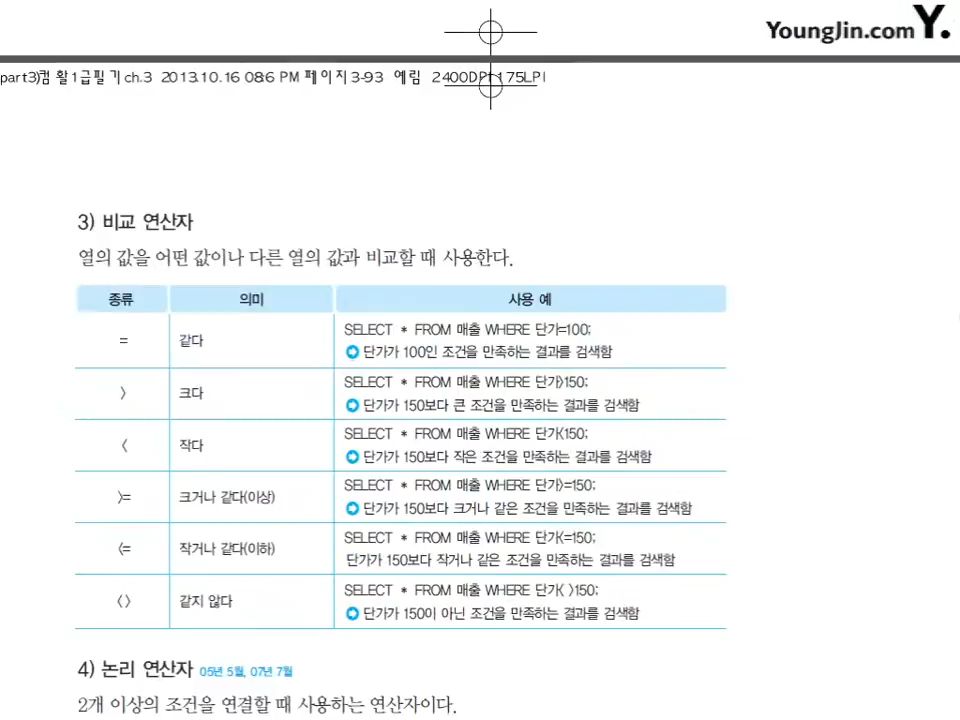 YoungJin.com Y.
part3)컴활1급필기ch.3 2013.10.16 08:6 PM 페이지3-93 예림 2400DPI 175LPI
3) 비교 연산자
열의 값을 어떤 값이나 다른 열의 값과 비교할 때 사용한다.
종류 의미 사용 예
= 같다 SELECT * FROM 매출 WHERE 단가=100;
단가가 100인 조건을 만족하는 결과를 검색함
> 크다 SELECT * FROM 매출 WHERE 단가>150;
단가가 150보다 큰 조건을 만족하는 결과를 검색함
< 작다 SELECT * FROM 매출 WHERE 단가<150;
단가가 150보다 작은 조건을 만족하는 결과를 검색함
>= 크거나 같다(이상) SELECT * FROM 매출 WHERE 단가>=150;
단가가 150보다 크거나 같은 조건을 만족하는 결과를 검색함
<= 작거나 같다(이하) SELECT * FROM 매출 WHERE 단가<=150;
단가가 150보다 작거나 같은 조건을 만족하는 결과를 검색함
< > 같지 않다 SELECT * FROM 매출 WHERE 단가< >150;
단가가 150이 아닌 조건을 만족하는 결과를 검색함
4) 논리 연산자 05년 5월, 07년 7월
2개 이상의 조건을 연결할 때 사용하는 연산자이다.